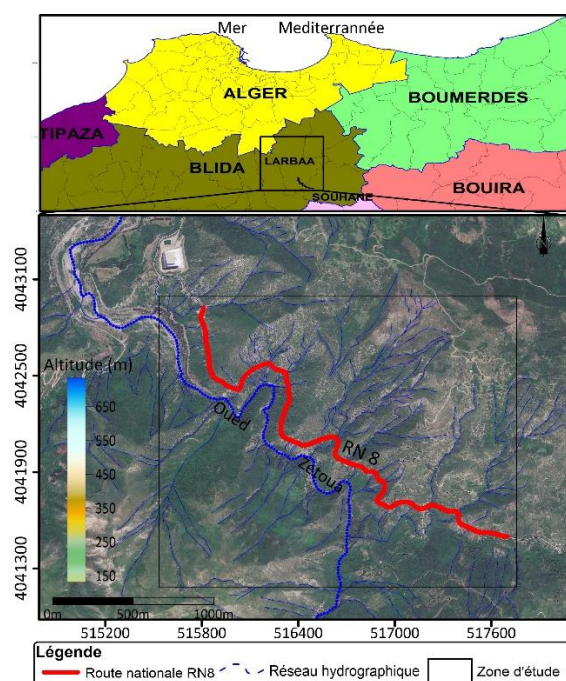 Mer Mediterrannée
ALGER
BOUMERDES
TIPAZA
BLIDA
LARBAA
SOUHANE
BOUIRA
4043100
4042500
4041900
4041300
Altitude (m)
650
550
450
350
250
150
Oued
Zetoua
RN 8
0m 500m 1000m
515200 515800 516400 517000 517600
Légende
Route nationale RN8 Réseau hydrographique Zone d'étude